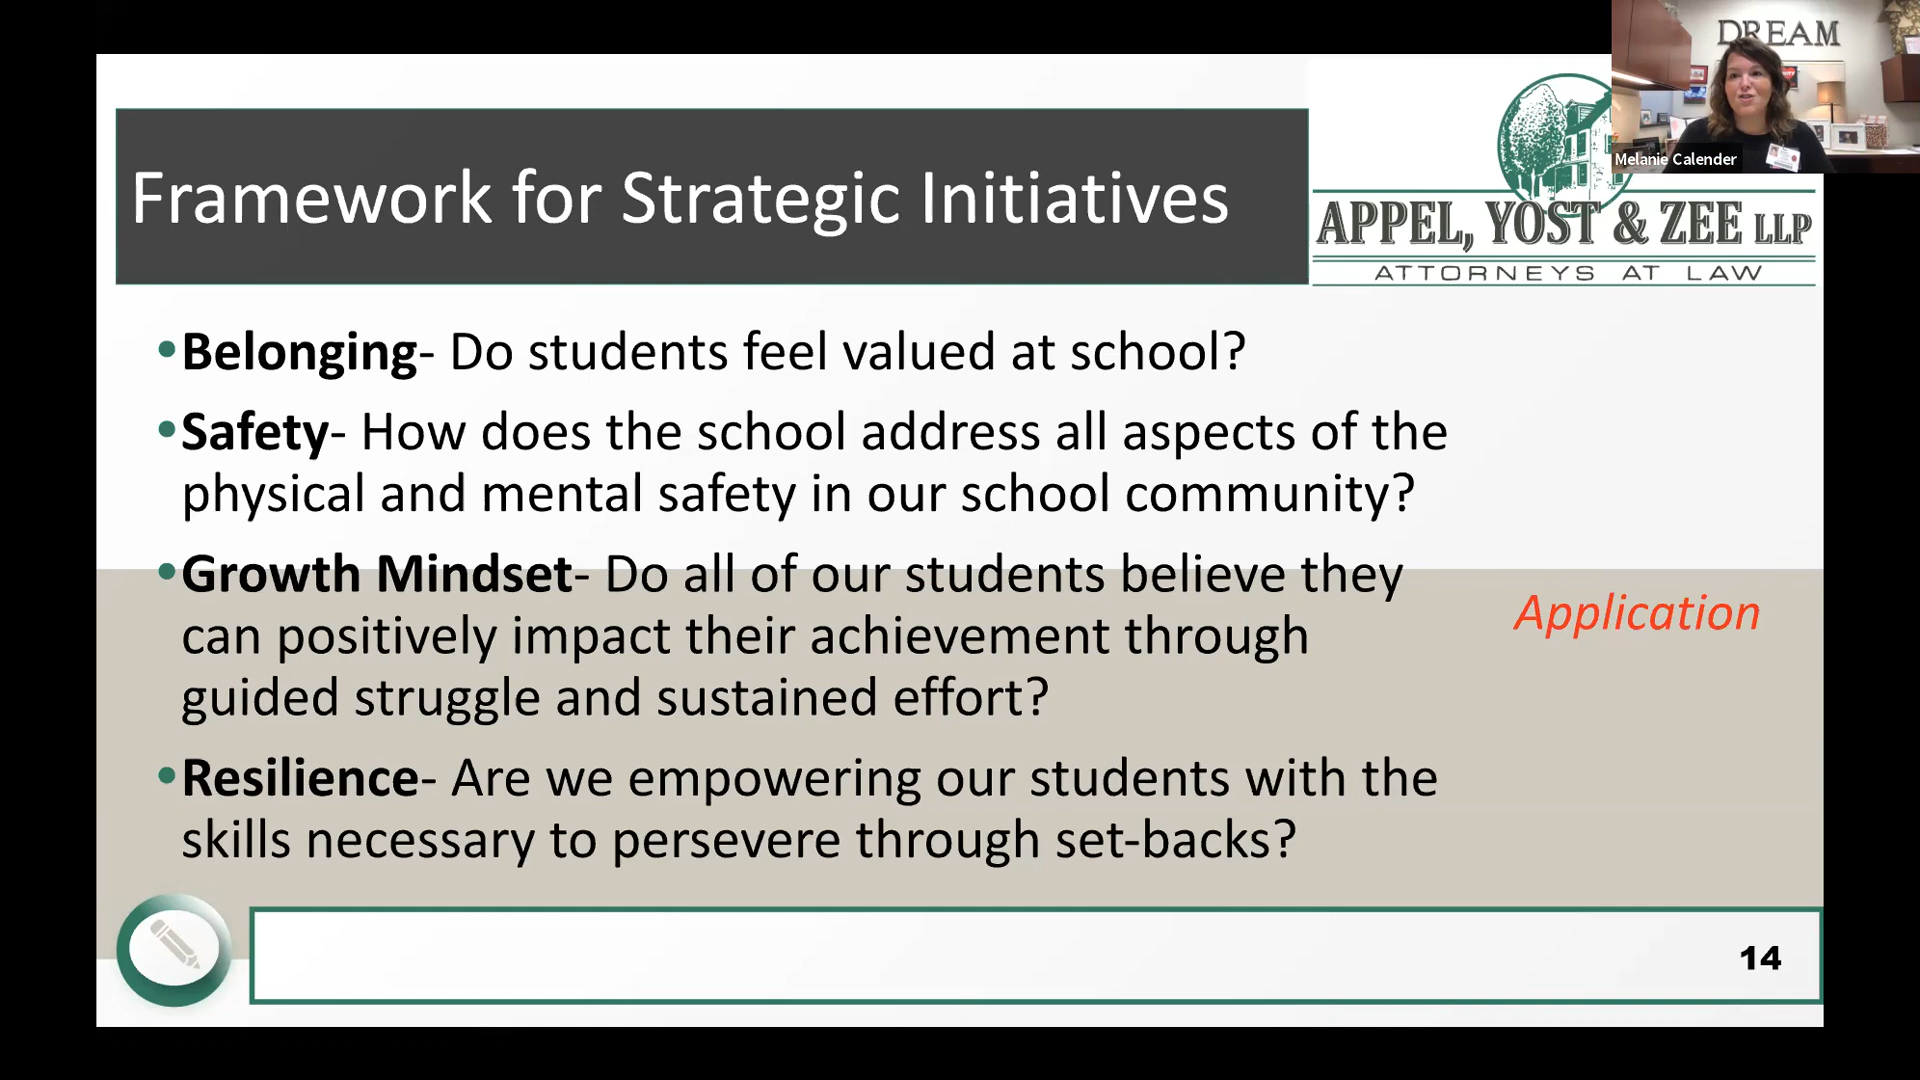 DREAM
Melanie Calender
Framework for Strategic Initiatives
APPEL, YOST & ZEE LLP
ATTORNEYS AT LAW
•Belonging- Do students feel valued at school?
•Safety- How does the school address all aspects of the
physical and mental safety in our school community?
•Growth Mindset- Do all of our students believe they
can positively impact their achievement through
guided struggle and sustained effort?
Application
•Resilience- Are we empowering our students with the
skills necessary to persevere through set-backs?
14